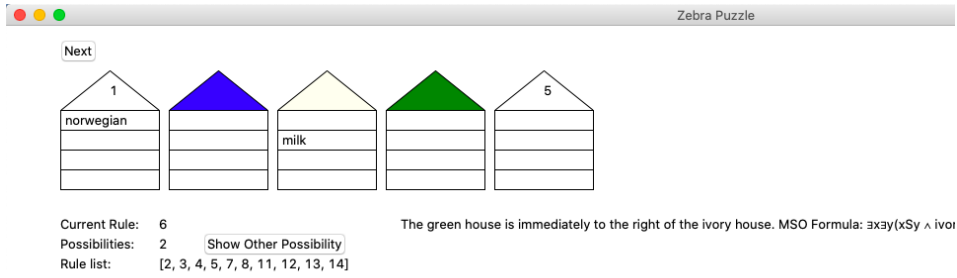 Zebra Puzzle
Next
1 5
norwegian
milk
Current Rule: 6 The green house is immediately to the right of the ivory house. MSO Formula: ∃x∃y(xSy ∧ ivor
Possibilities: 2 Show Other Possibility
Rule list: [2, 3, 4, 5, 7, 8, 11, 12, 13, 14]